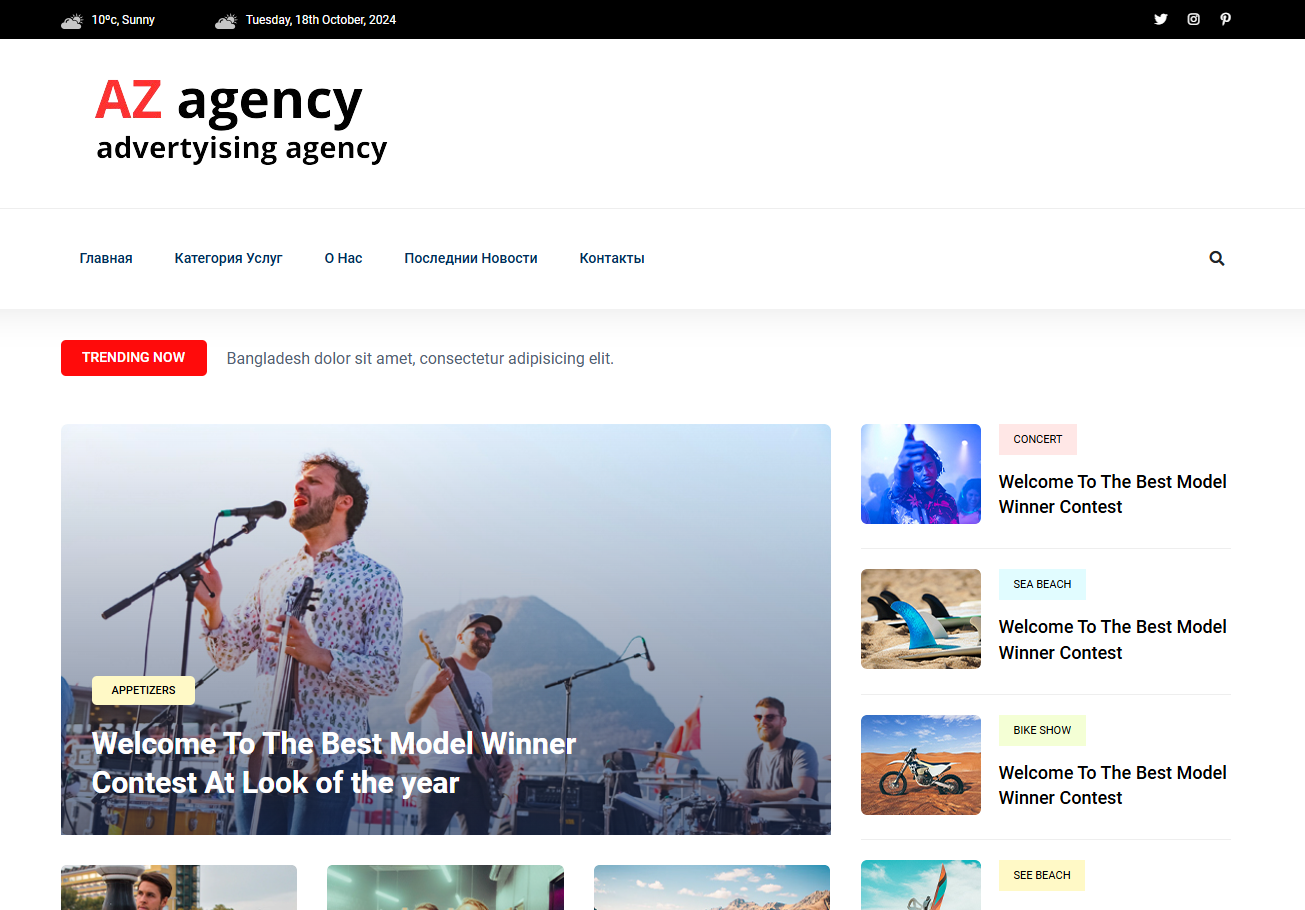 10ºc, Sunny
Tuesday, 18th October, 2024
AZ agency
advertyising agency
Главная
Категория Услуг
О Нас
Последнии Новости
Контакты
TRENDING NOW
Bangladesh dolor sit amet, consectetur adipisicing elit.
APPETIZERS
Welcome To The Best Model Winner
Contest At Look of the year
CONCERT
Welcome To The Best Model
Winner Contest
SEA BEACH
Welcome To The Best Model
Winner Contest
BIKE SHOW
Welcome To The Best Model
Winner Contest
SEE BEACH